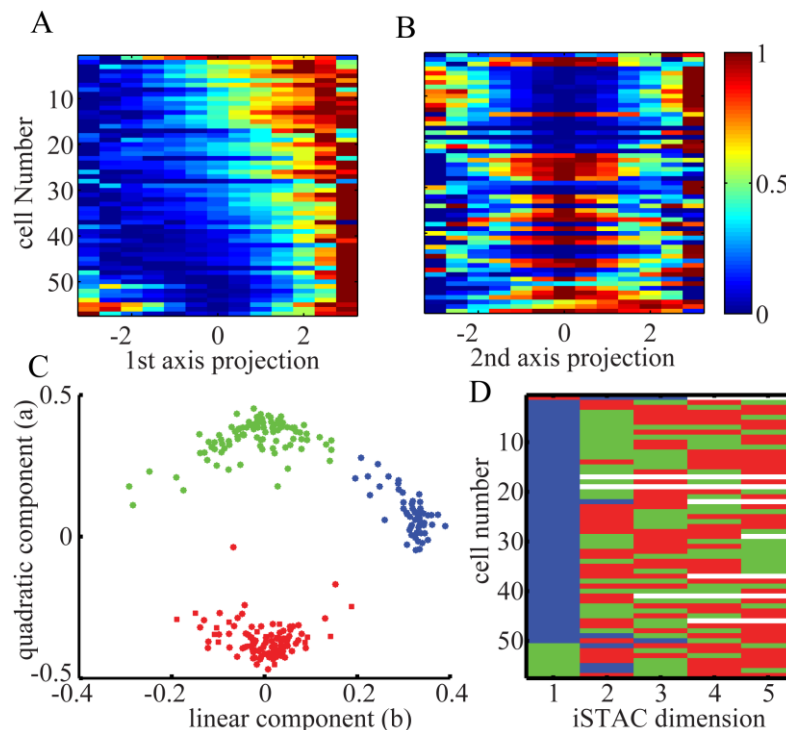 A
B
10
20
30
40
50
cell Number
-2
0
2
1st axis projection
-2
0
2
2nd axis projection
1
0.5
0
C
0.5
0
-0.5
quadratic component (a)
-0.4
-0.2
0
0.2
0.4
linear component (b)
D
10
20
30
40
50
cell number
1 2 3 4 5
iSTAC dimension